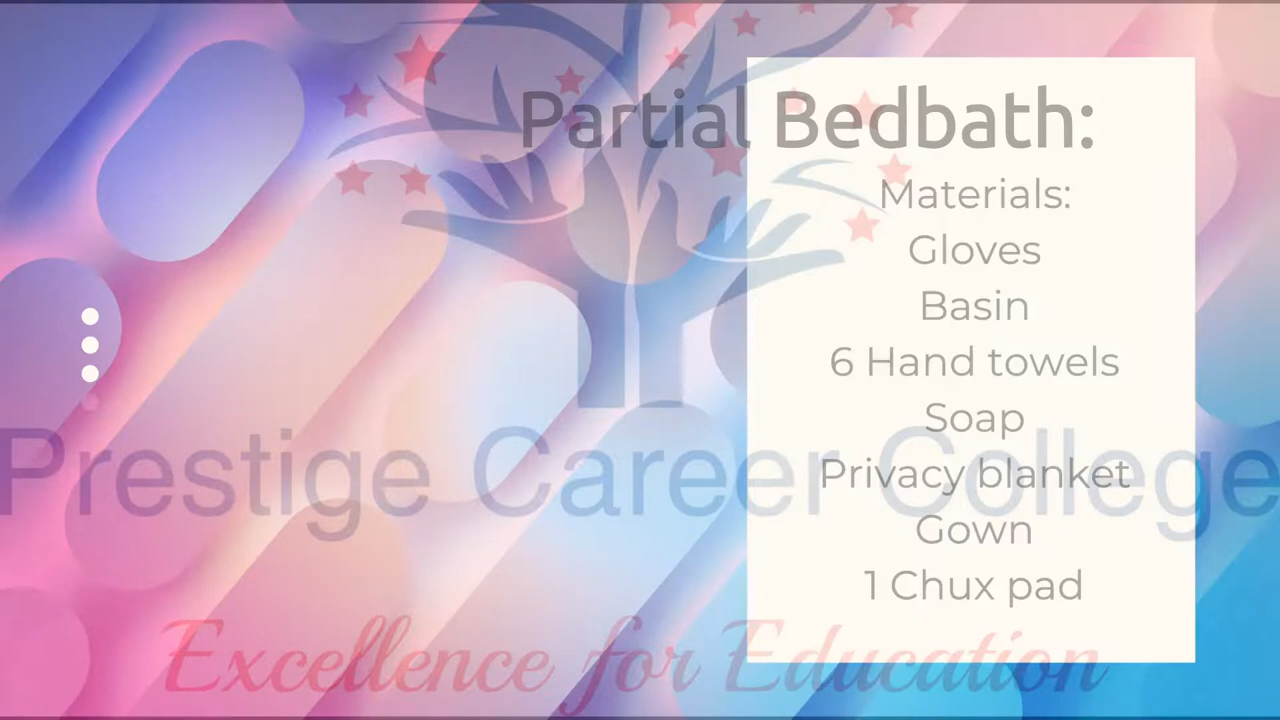 Partial Bedbath:
Materials:
Gloves
Basin
6 Hand towels
Soap
Privacy blanket
Gown
1 Chux pad
Prestige Career College
Excellence for Education